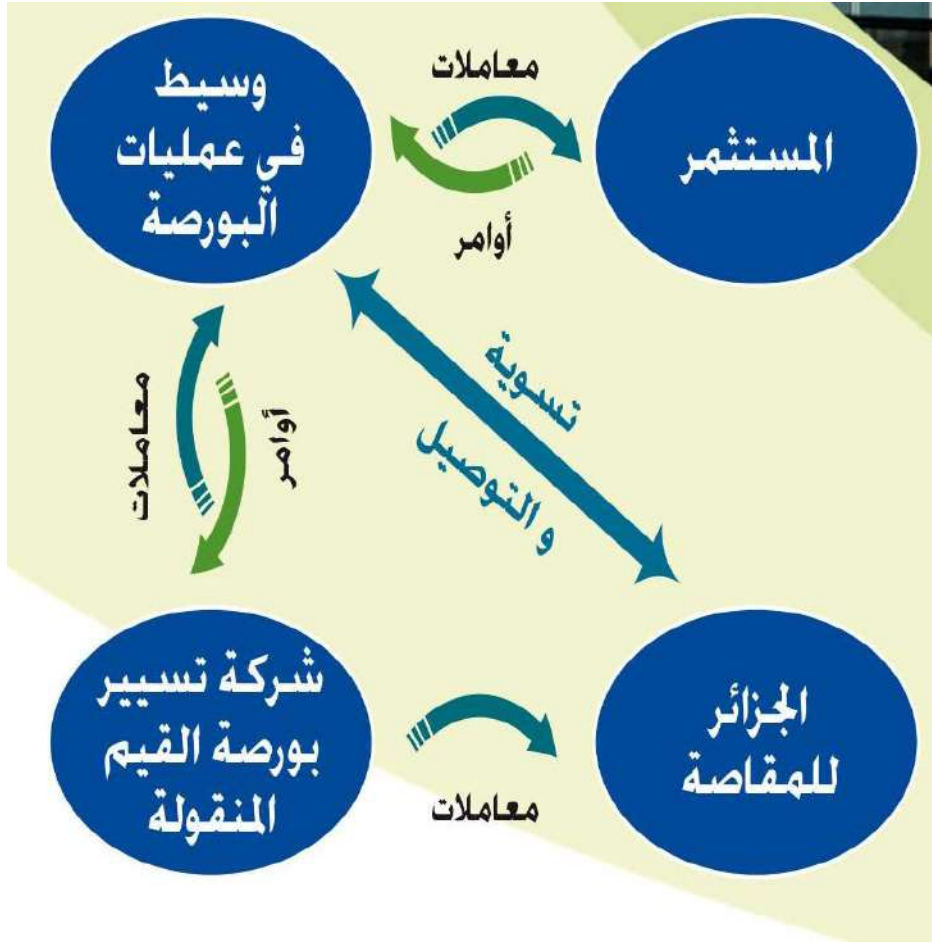 المستثمر
معاملات
أوامر
وسيط
في عمليات
البورصة
تسوية
و التوصيل
أوامر
معاملات
الجزائر
للمقاصة
معاملات
شركة تسيير
بورصة القيم
المنقولة